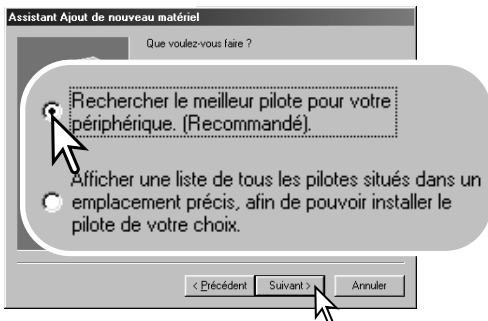 Assistant Ajout de nouveau matériel
Que voulez-vous faire ?
Rechercher le meilleur pilote pour votre
périphérique. (Recommandé).
Afficher une liste de tous les pilotes situés dans un
emplacement précis, afin de pouvoir installer le
pilote de votre choix.
< Précédent Suivant > Annuler